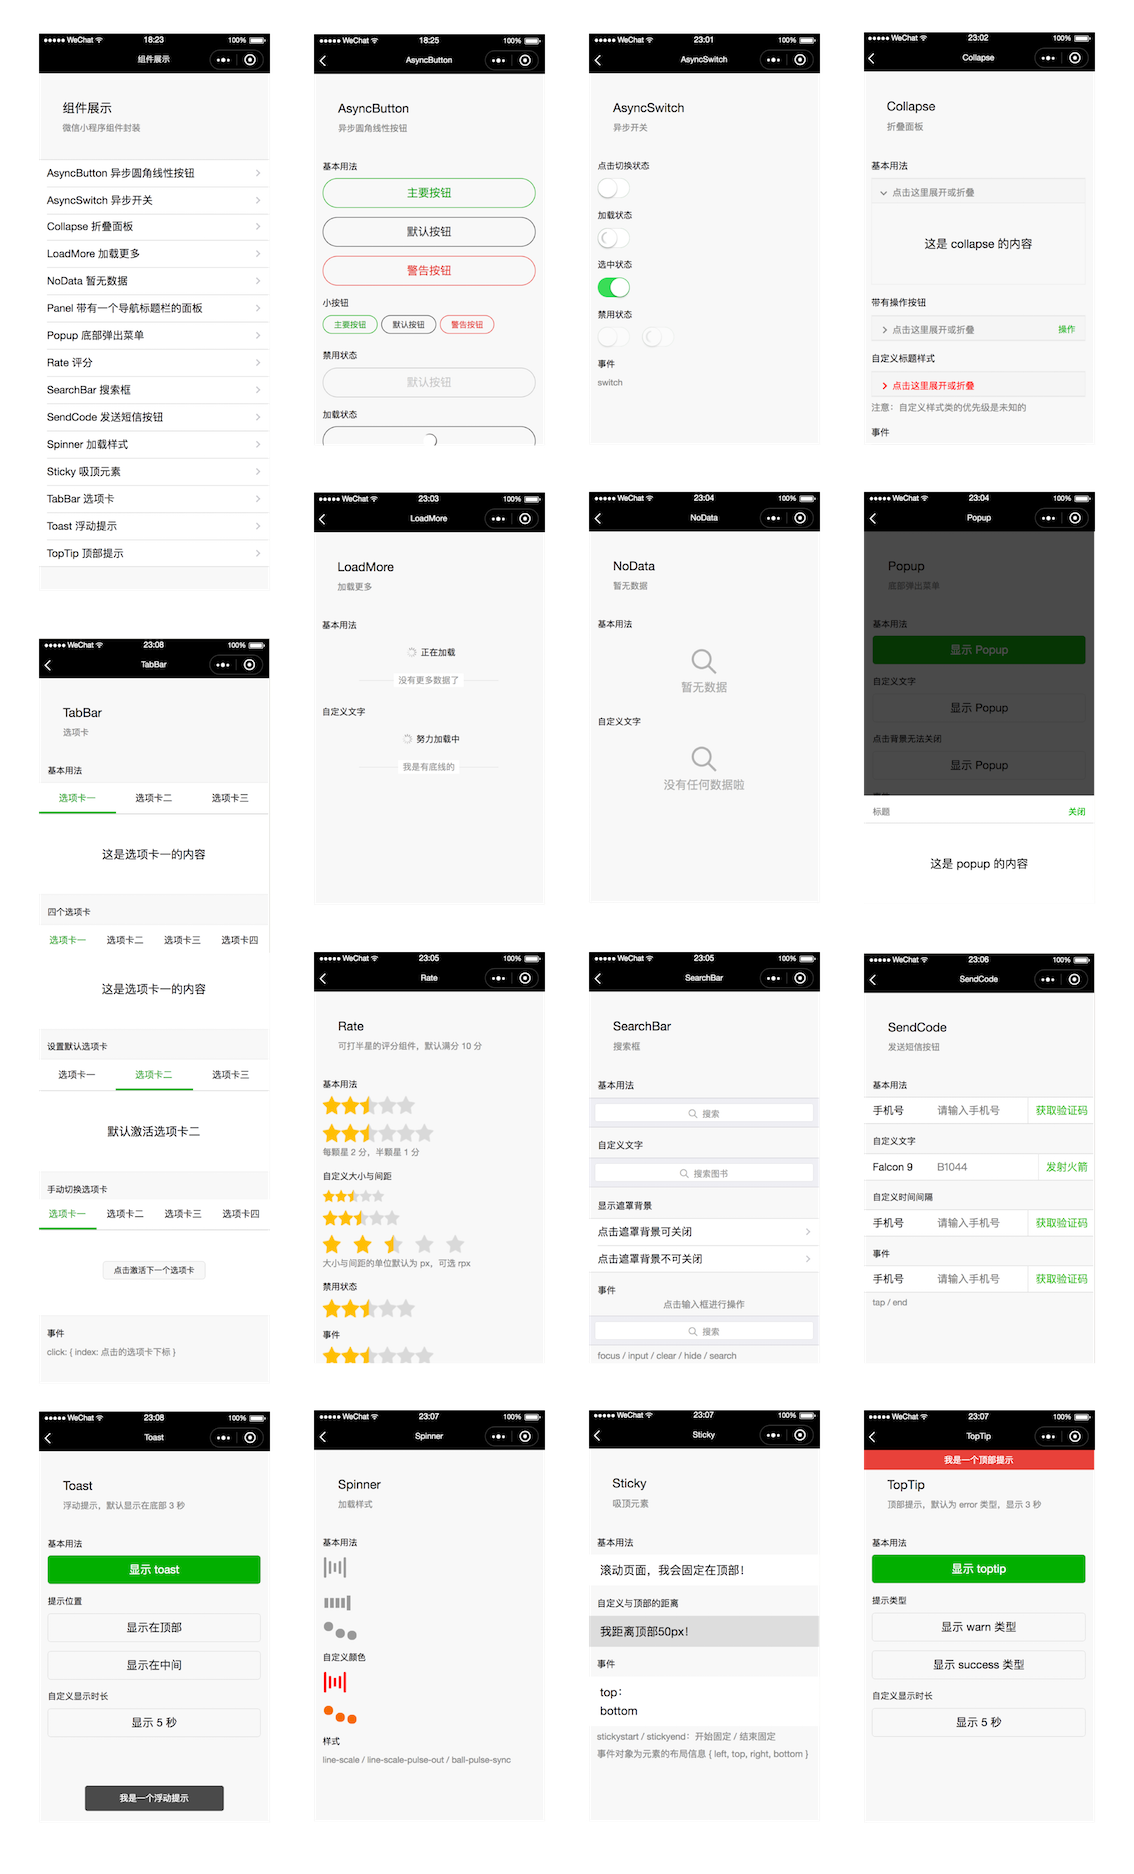 WeChat 18:23 100%
组件展示
组件展示
微信小程序组件封装
AsyncButton 异步圆角线性按钮
AsyncSwitch 异步开关
Collapse 折叠面板
LoadMore 加载更多
NoData 暂无数据
Panel 带有一个导航标题栏的面板
Popup 底部弹出菜单
Rate 评分
SearchBar 搜索框
SendCode 发送短信按钮
Spinner 加载样式
Sticky 吸顶元素
TabBar 选项卡
Toast 浮动提示
TopTip 顶部提示
WeChat 18:25 100%
AsyncButton
AsyncButton
异步圆角线性按钮
基本用法
主要按钮
默认按钮
警告按钮
小按钮
主要按钮 默认按钮 警告按钮
禁用状态
默认按钮
加载状态
WeChat 23:01 100%
AsyncSwitch
AsyncSwitch
异步开关
点击切换状态
加载状态
选中状态
禁用状态
事件
switch
WeChat 23:02 100%
Collapse
Collapse
折叠面板
基本用法
点击这里展开或折叠
这是 collapse 的内容
带有操作按钮
点击这里展开或折叠 操作
自定义标题样式
点击这里展开或折叠
注意：自定义样式类的优先级是未知的
事件
WeChat 23:03 100%
LoadMore
LoadMore
加载更多
基本用法
正在加载
没有更多数据了
自定义文字
努力加载中
我是有底线的
WeChat 23:04 100%
NoData
NoData
暂无数据
基本用法
暂无数据
自定义文字
没有任何数据啦
WeChat 23:04 100%
Popup
Popup
底部弹出菜单
基本用法
显示 Popup
自定义文字
显示 Popup
点击背景无法关闭
显示 Popup
标题 关闭
这是 popup 的内容
WeChat 23:08 100%
TabBar
TabBar
选项卡
基本用法
选项卡一 选项卡二 选项卡三
这是选项卡一的内容
四个选项卡
选项卡一 选项卡二 选项卡三 选项卡四
这是选项卡一的内容
设置默认选项卡
选项卡一 选项卡二 选项卡三
默认激活选项卡二
手动切换选项卡
选项卡一 选项卡二 选项卡三 选项卡四
点击激活下一个选项卡
事件
click: { index: 点击的选项卡下标 }
WeChat 23:05 100%
Rate
Rate
可打半星的评分组件，默认满分 10 分
基本用法
每颗星 2 分，半颗星 1 分
自定义大小与间距
大小与间距的单位默认为 px，可选 rpx
禁用状态
事件
WeChat 23:05 100%
SearchBar
SearchBar
搜索框
基本用法
搜索
自定义文字
搜索图书
显示遮罩背景
点击遮罩背景可关闭
点击遮罩背景不可关闭
事件
点击输入框进行操作
搜索
focus / input / clear / hide / search
WeChat 23:06 100%
SendCode
SendCode
发送短信按钮
基本用法
手机号 请输入手机号 获取验证码
自定义文字
Falcon 9 B1044 发射火箭
自定义时间间隔
手机号 请输入手机号 获取验证码
事件
手机号 请输入手机号 获取验证码
tap / end
WeChat 23:08 100%
Toast
Toast
浮动提示，默认显示在底部 3 秒
基本用法
显示 toast
提示位置
显示在顶部
显示在中间
自定义显示时长
显示 5 秒
我是一个浮动提示
WeChat 23:07 100%
Spinner
Spinner
加载样式
基本用法
自定义颜色
样式
line-scale / line-scale-pulse-out / ball-pulse-sync
WeChat 23:07 100%
Sticky
Sticky
吸顶元素
基本用法
滚动页面，我会固定在顶部！
自定义与顶部的距离
我距离顶部50px！
事件
top：
bottom
stickystart / stickyend：开始固定 / 结束固定
事件对象为元素的布局信息 { left, top, right, bottom }
WeChat 23:07 100%
TopTip
我是一个顶部提示
TopTip
顶部提示，默认为 error 类型，显示 3 秒
基本用法
显示 toptip
提示类型
显示 warn 类型
显示 success 类型
自定义显示时长
显示 5 秒